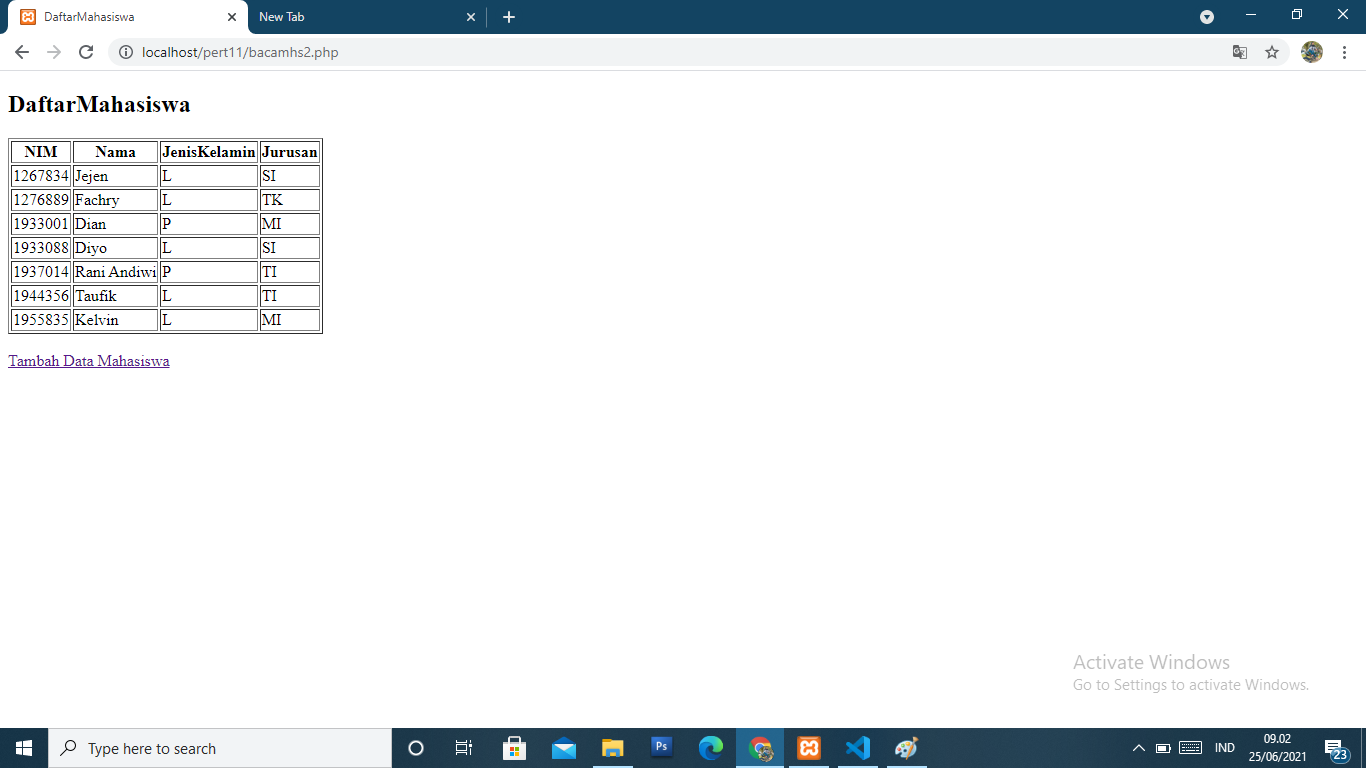 DaftarMahasiswa
New Tab
localhost/pert11/bacamhs2.php
DaftarMahasiswa
NIM Nama JenisKelamin Jurusan
1267834 Jejen L SI
1276889 Fachry L TK
1933001 Dian P MI
1933088 Diyo L SI
1937014 Rani Andiwi P TI
1944356 Taufik L TI
1955835 Kelvin L MI
Tambah Data Mahasiswa
Activate Windows
Go to Settings to activate Windows.
Type here to search
Ps
IND
09.02
25/06/2021
23